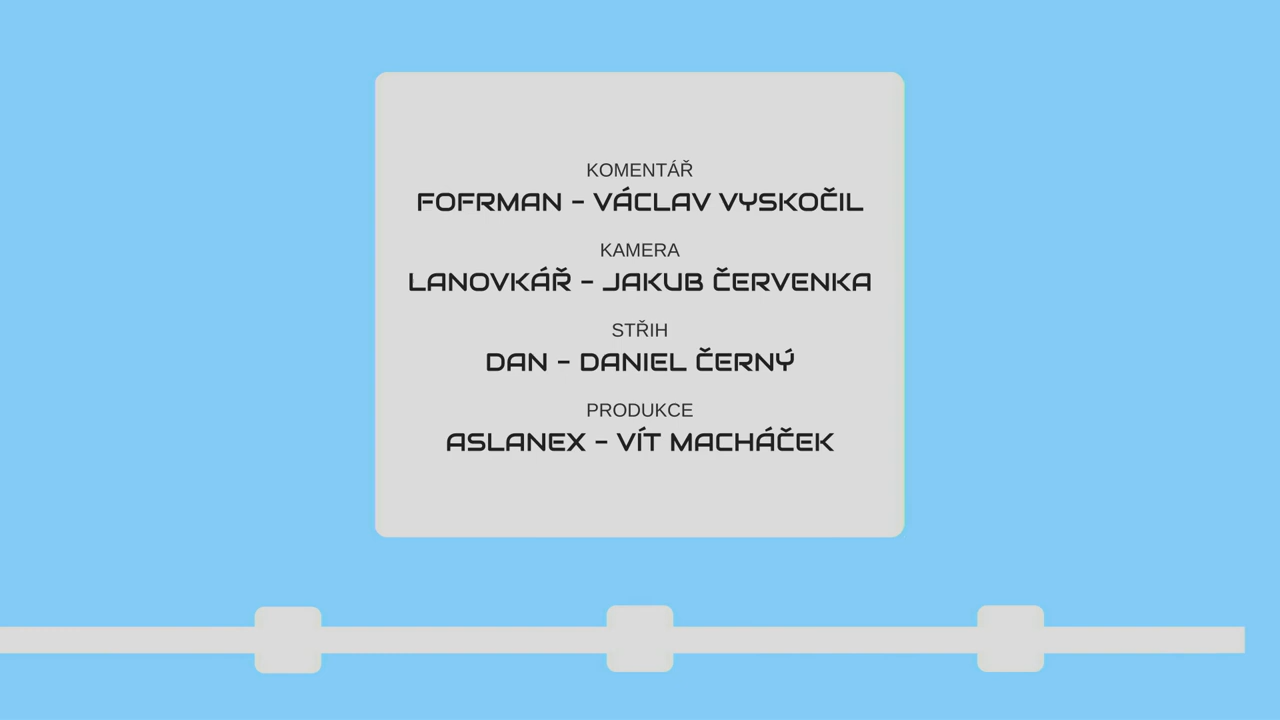 KOMENTÁŘ
FOFRMAN - VÁCLAV VYSKOČIL
KAMERA
LANOVKÁŘ - JAKUB ČERVENKA
STŘIH
DAN - DANIEL ČERNÝ
PRODUKCE
ASLANEX - VÍT MACHÁČEK